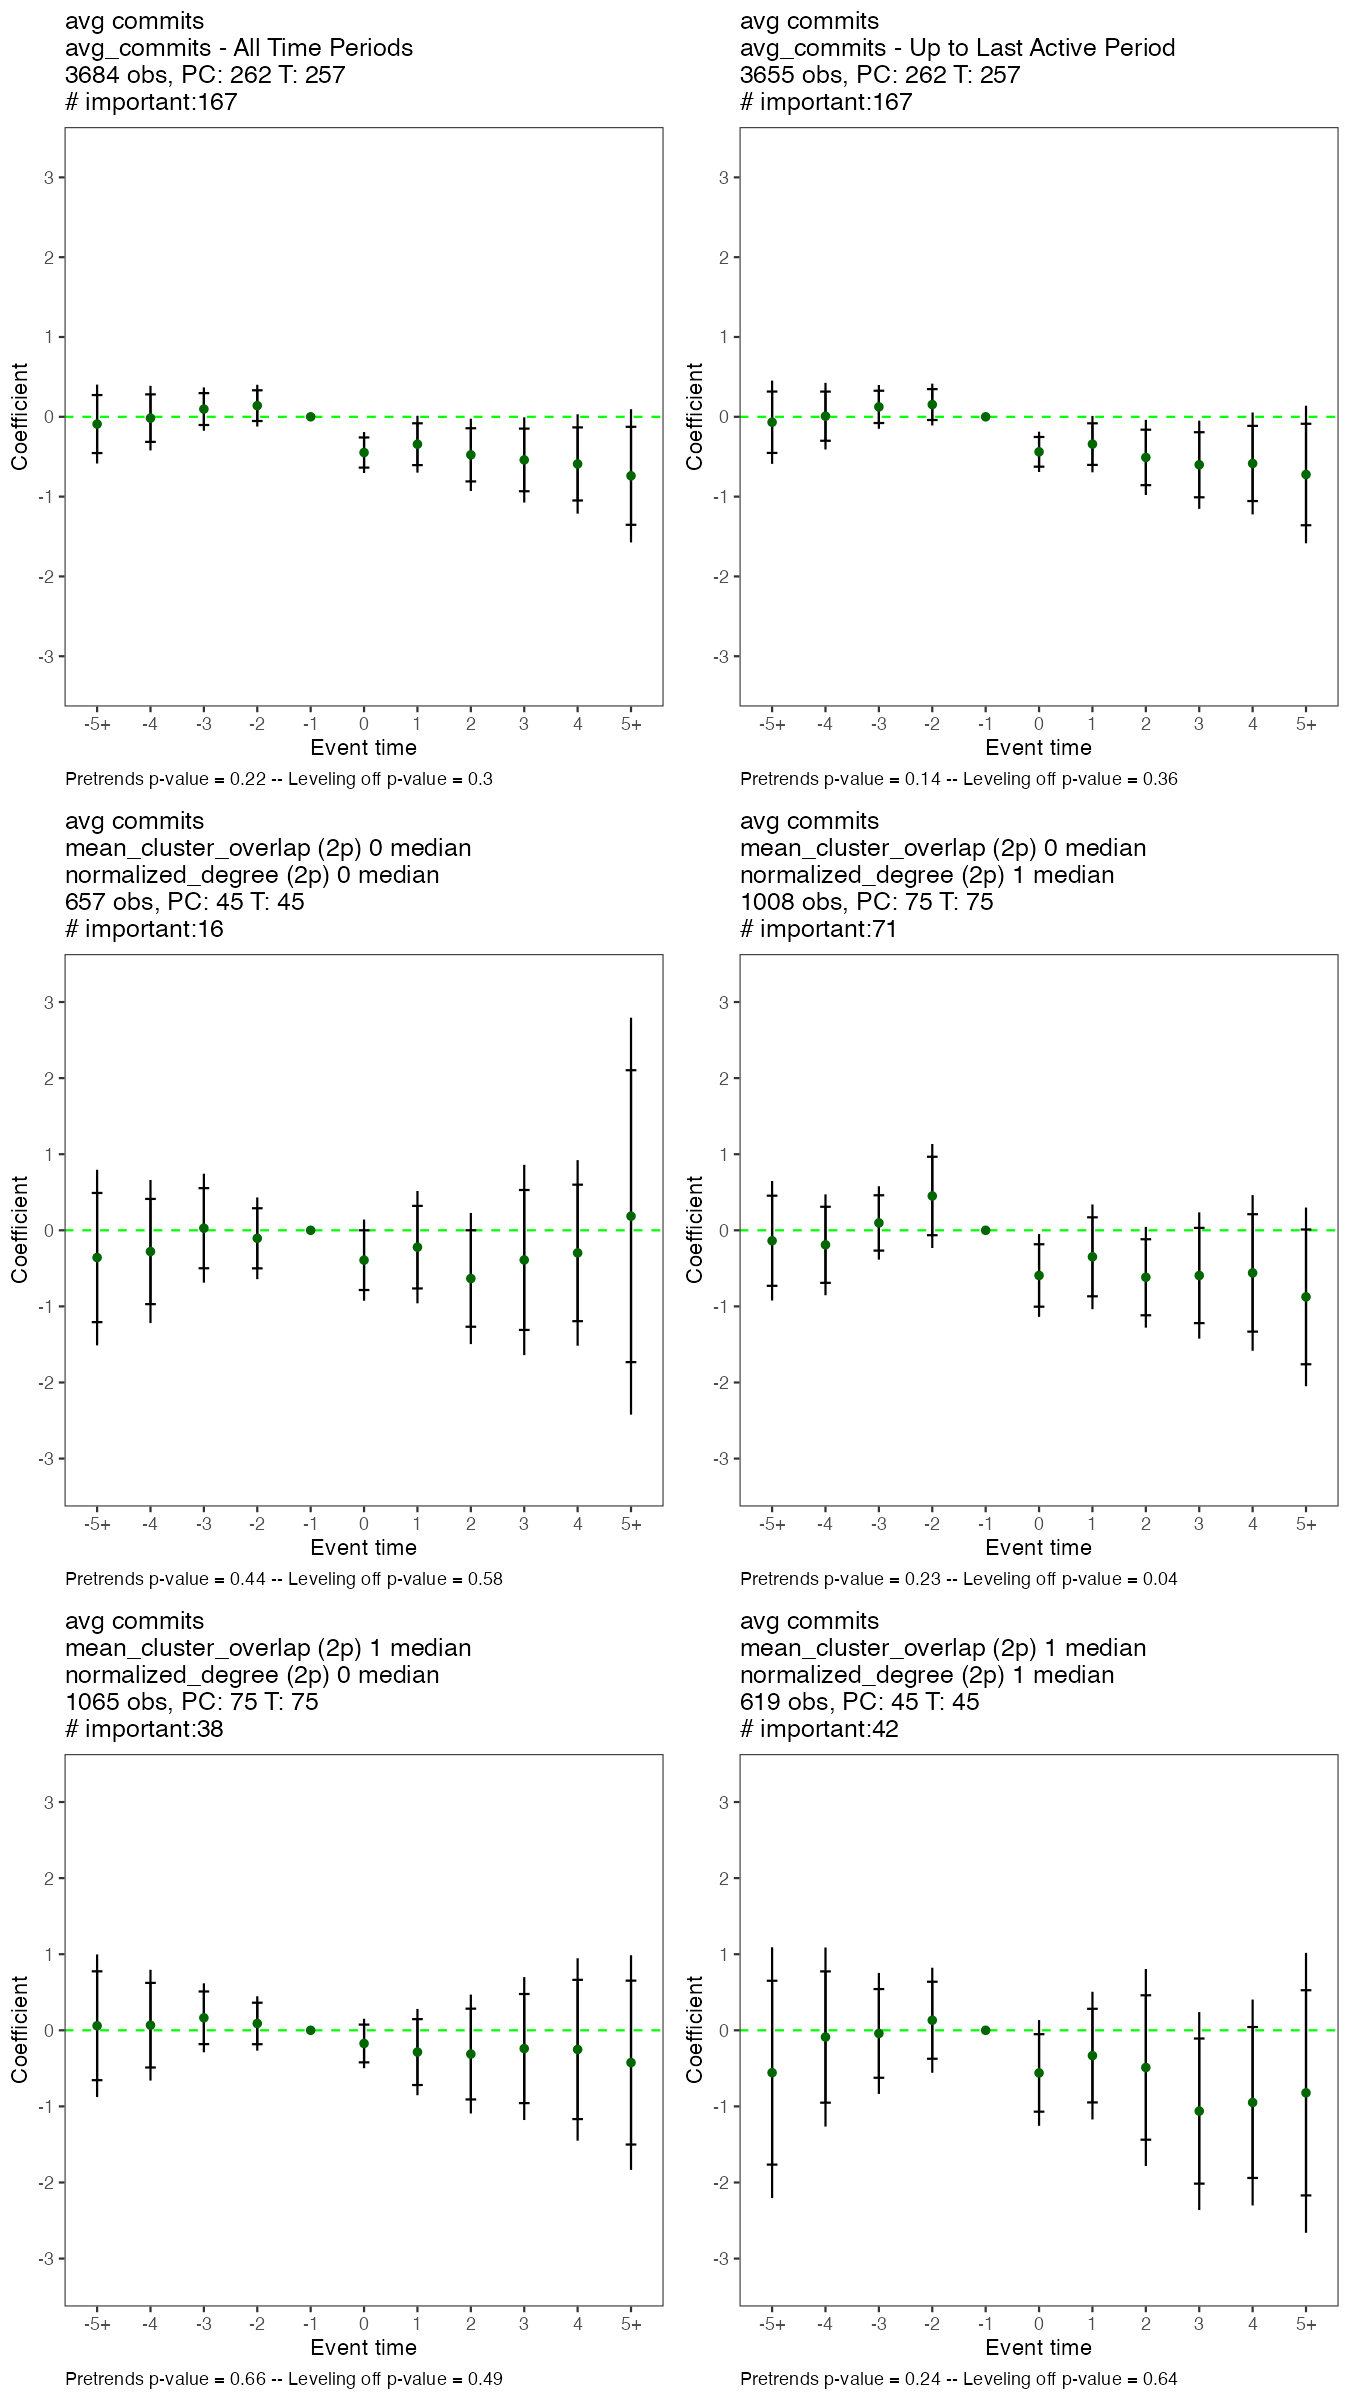 avg commits
avg_commits - All Time Periods
3684 obs, PC: 262 T: 257
# important:167
3
2
1
0
-1
-2
-3
Coefficient
-5+ -4 -3 -2 -1 0 1 2 3 4 5+
Event time
Pretrends p-value = 0.22 -- Leveling off p-value = 0.3
avg commits
avg_commits - Up to Last Active Period
3655 obs, PC: 262 T: 257
# important:167
3
2
1
0
-1
-2
-3
Coefficient
-5+ -4 -3 -2 -1 0 1 2 3 4 5+
Event time
Pretrends p-value = 0.14 -- Leveling off p-value = 0.36
avg commits
mean_cluster_overlap (2p) 0 median
normalized_degree (2p) 0 median
657 obs, PC: 45 T: 45
# important:16
3
2
1
0
-1
-2
-3
Coefficient
-5+ -4 -3 -2 -1 0 1 2 3 4 5+
Event time
Pretrends p-value = 0.44 -- Leveling off p-value = 0.58
avg commits
mean_cluster_overlap (2p) 0 median
normalized_degree (2p) 1 median
1008 obs, PC: 75 T: 75
# important:71
3
2
1
0
-1
-2
-3
Coefficient
-5+ -4 -3 -2 -1 0 1 2 3 4 5+
Event time
Pretrends p-value = 0.23 -- Leveling off p-value = 0.04
avg commits
mean_cluster_overlap (2p) 1 median
normalized_degree (2p) 0 median
1065 obs, PC: 75 T: 75
# important:38
3
2
1
0
-1
-2
-3
Coefficient
-5+ -4 -3 -2 -1 0 1 2 3 4 5+
Event time
Pretrends p-value = 0.66 -- Leveling off p-value = 0.49
avg commits
mean_cluster_overlap (2p) 1 median
normalized_degree (2p) 1 median
619 obs, PC: 45 T: 45
# important:42
3
2
1
0
-1
-2
-3
Coefficient
-5+ -4 -3 -2 -1 0 1 2 3 4 5+
Event time
Pretrends p-value = 0.24 -- Leveling off p-value = 0.64